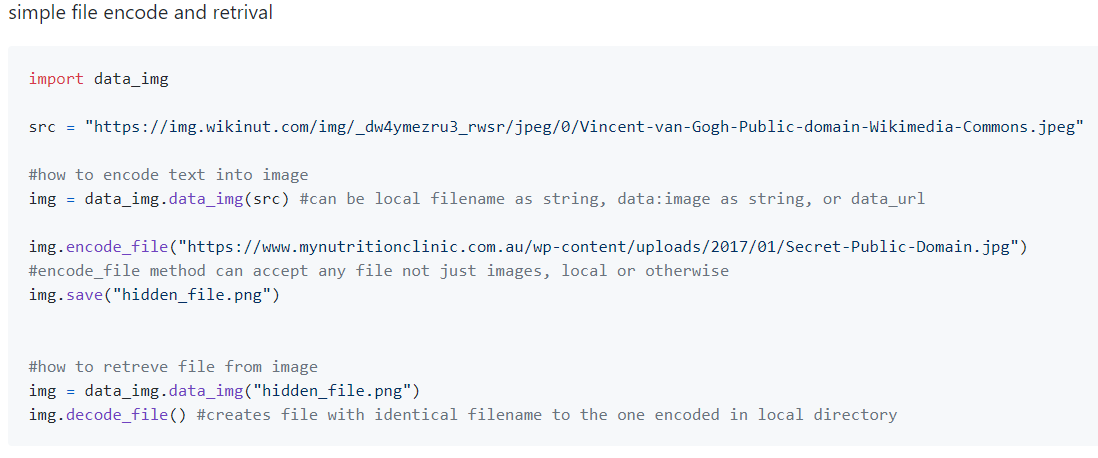 simple file encode and retrival
import data_img
src = "https://img.wikinut.com/img/_dw4ymezru3_rwsr/jpeg/0/Vincent-van-Gogh-Public-domain-Wikimedia-Commons.jpeg"
#how to encode text into image
img = data_img.data_img(src) #can be local filename as string, data:image as string, or data_url
img.encode_file("https://www.mynutritionclinic.com.au/wp-content/uploads/2017/01/Secret-Public-Domain.jpg")
#encode_file method can accept any file not just images, local or otherwise
img.save("hidden_file.png")
#how to retreve file from image
img = data_img.data_img("hidden_file.png")
img.decode_file() #creates file with identical filename to the one encoded in local directory